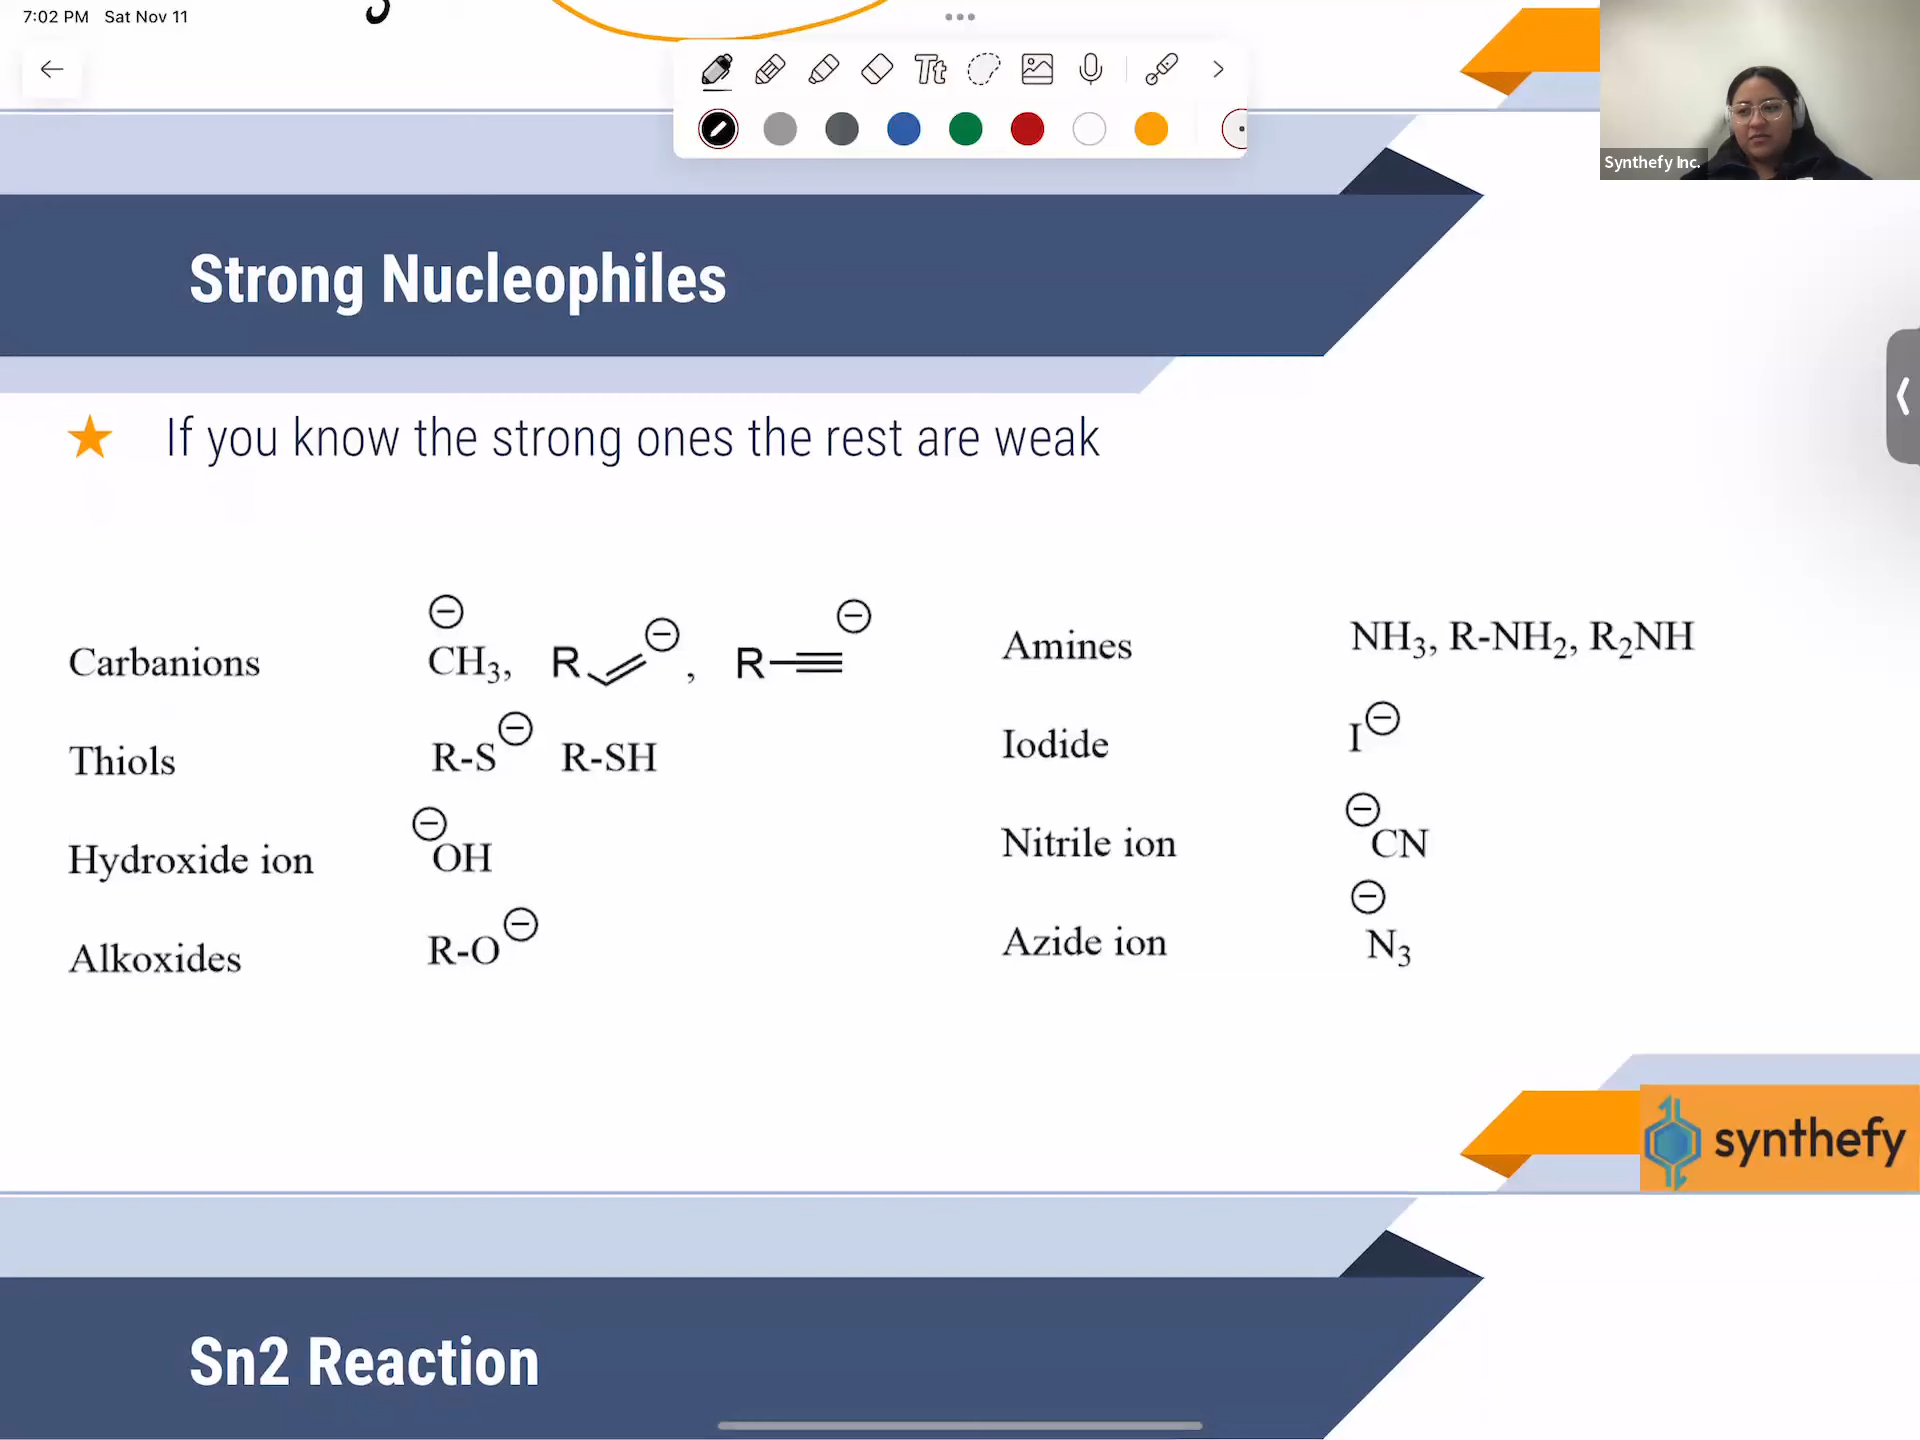 7:02 PM Sat Nov 11
Tt
Synthefy Inc.
Strong Nucleophiles
★ If you know the strong ones the rest are weak
Carbanions ⊖CH₃, R⊖, R≡⊖
Thiols R-S⊖ R-SH
Hydroxide ion ⊖OH
Alkoxides R-O⊖
Amines NH₃, R-NH₂, R₂NH
Iodide I⊖
Nitrile ion ⊖CN
Azide ion ⊖N₃
synthefy
Sn2 Reaction